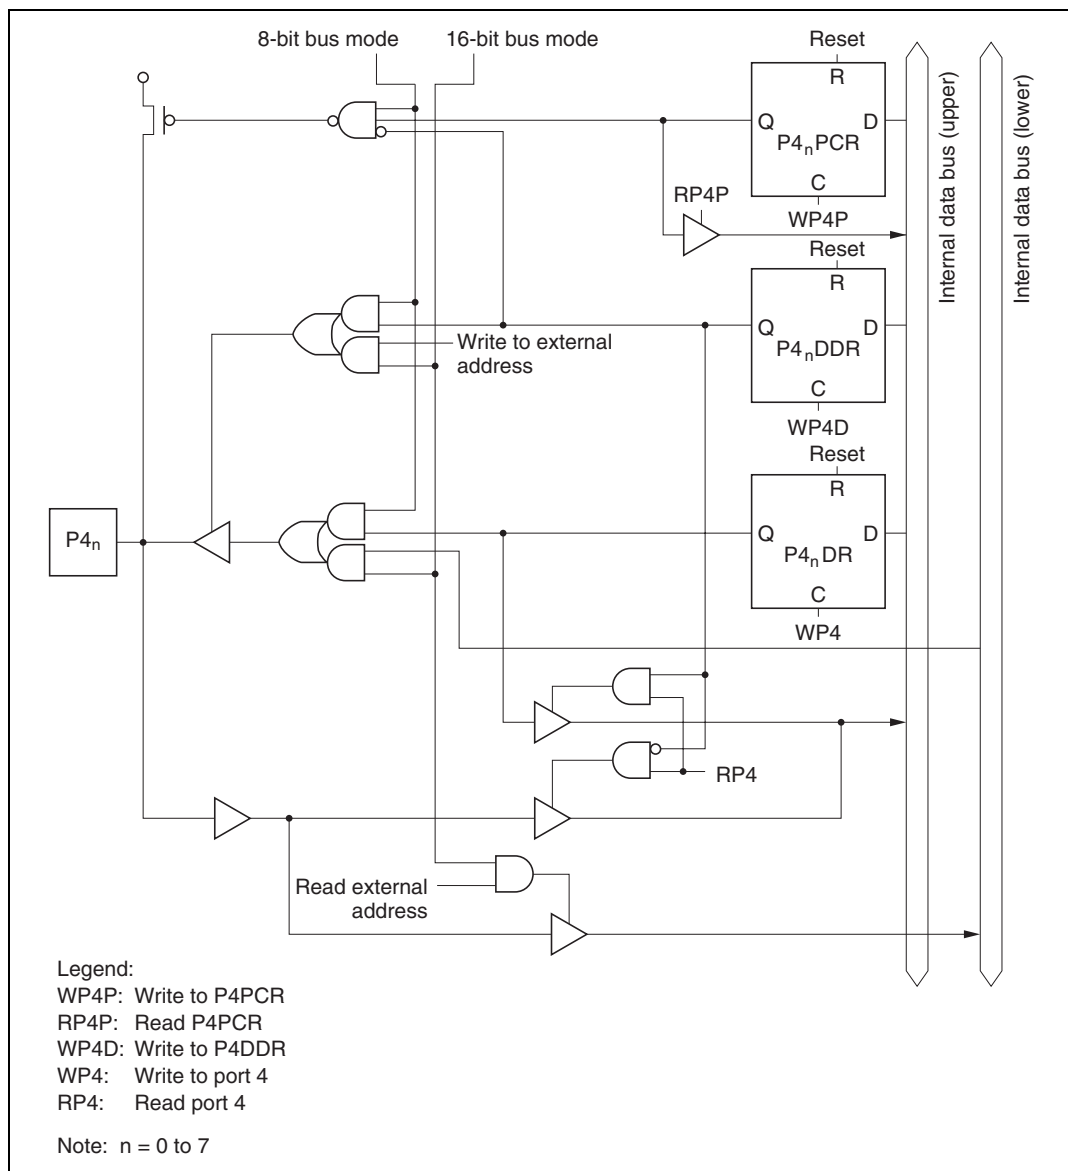 8-bit bus mode
16-bit bus mode
Reset
R
Q
D
P4nPCR
C
WP4P
RP4P
Internal data bus (upper)
Internal data bus (lower)
Reset
R
Q
D
P4nDDR
C
WP4D
Write to external
address
Reset
R
Q
D
P4nDR
C
WP4
P4n
RP4
Read external
address
Legend:
WP4P: Write to P4PCR
RP4P: Read P4PCR
WP4D: Write to P4DDR
WP4: Write to port 4
RP4: Read port 4
Note: n = 0 to 7